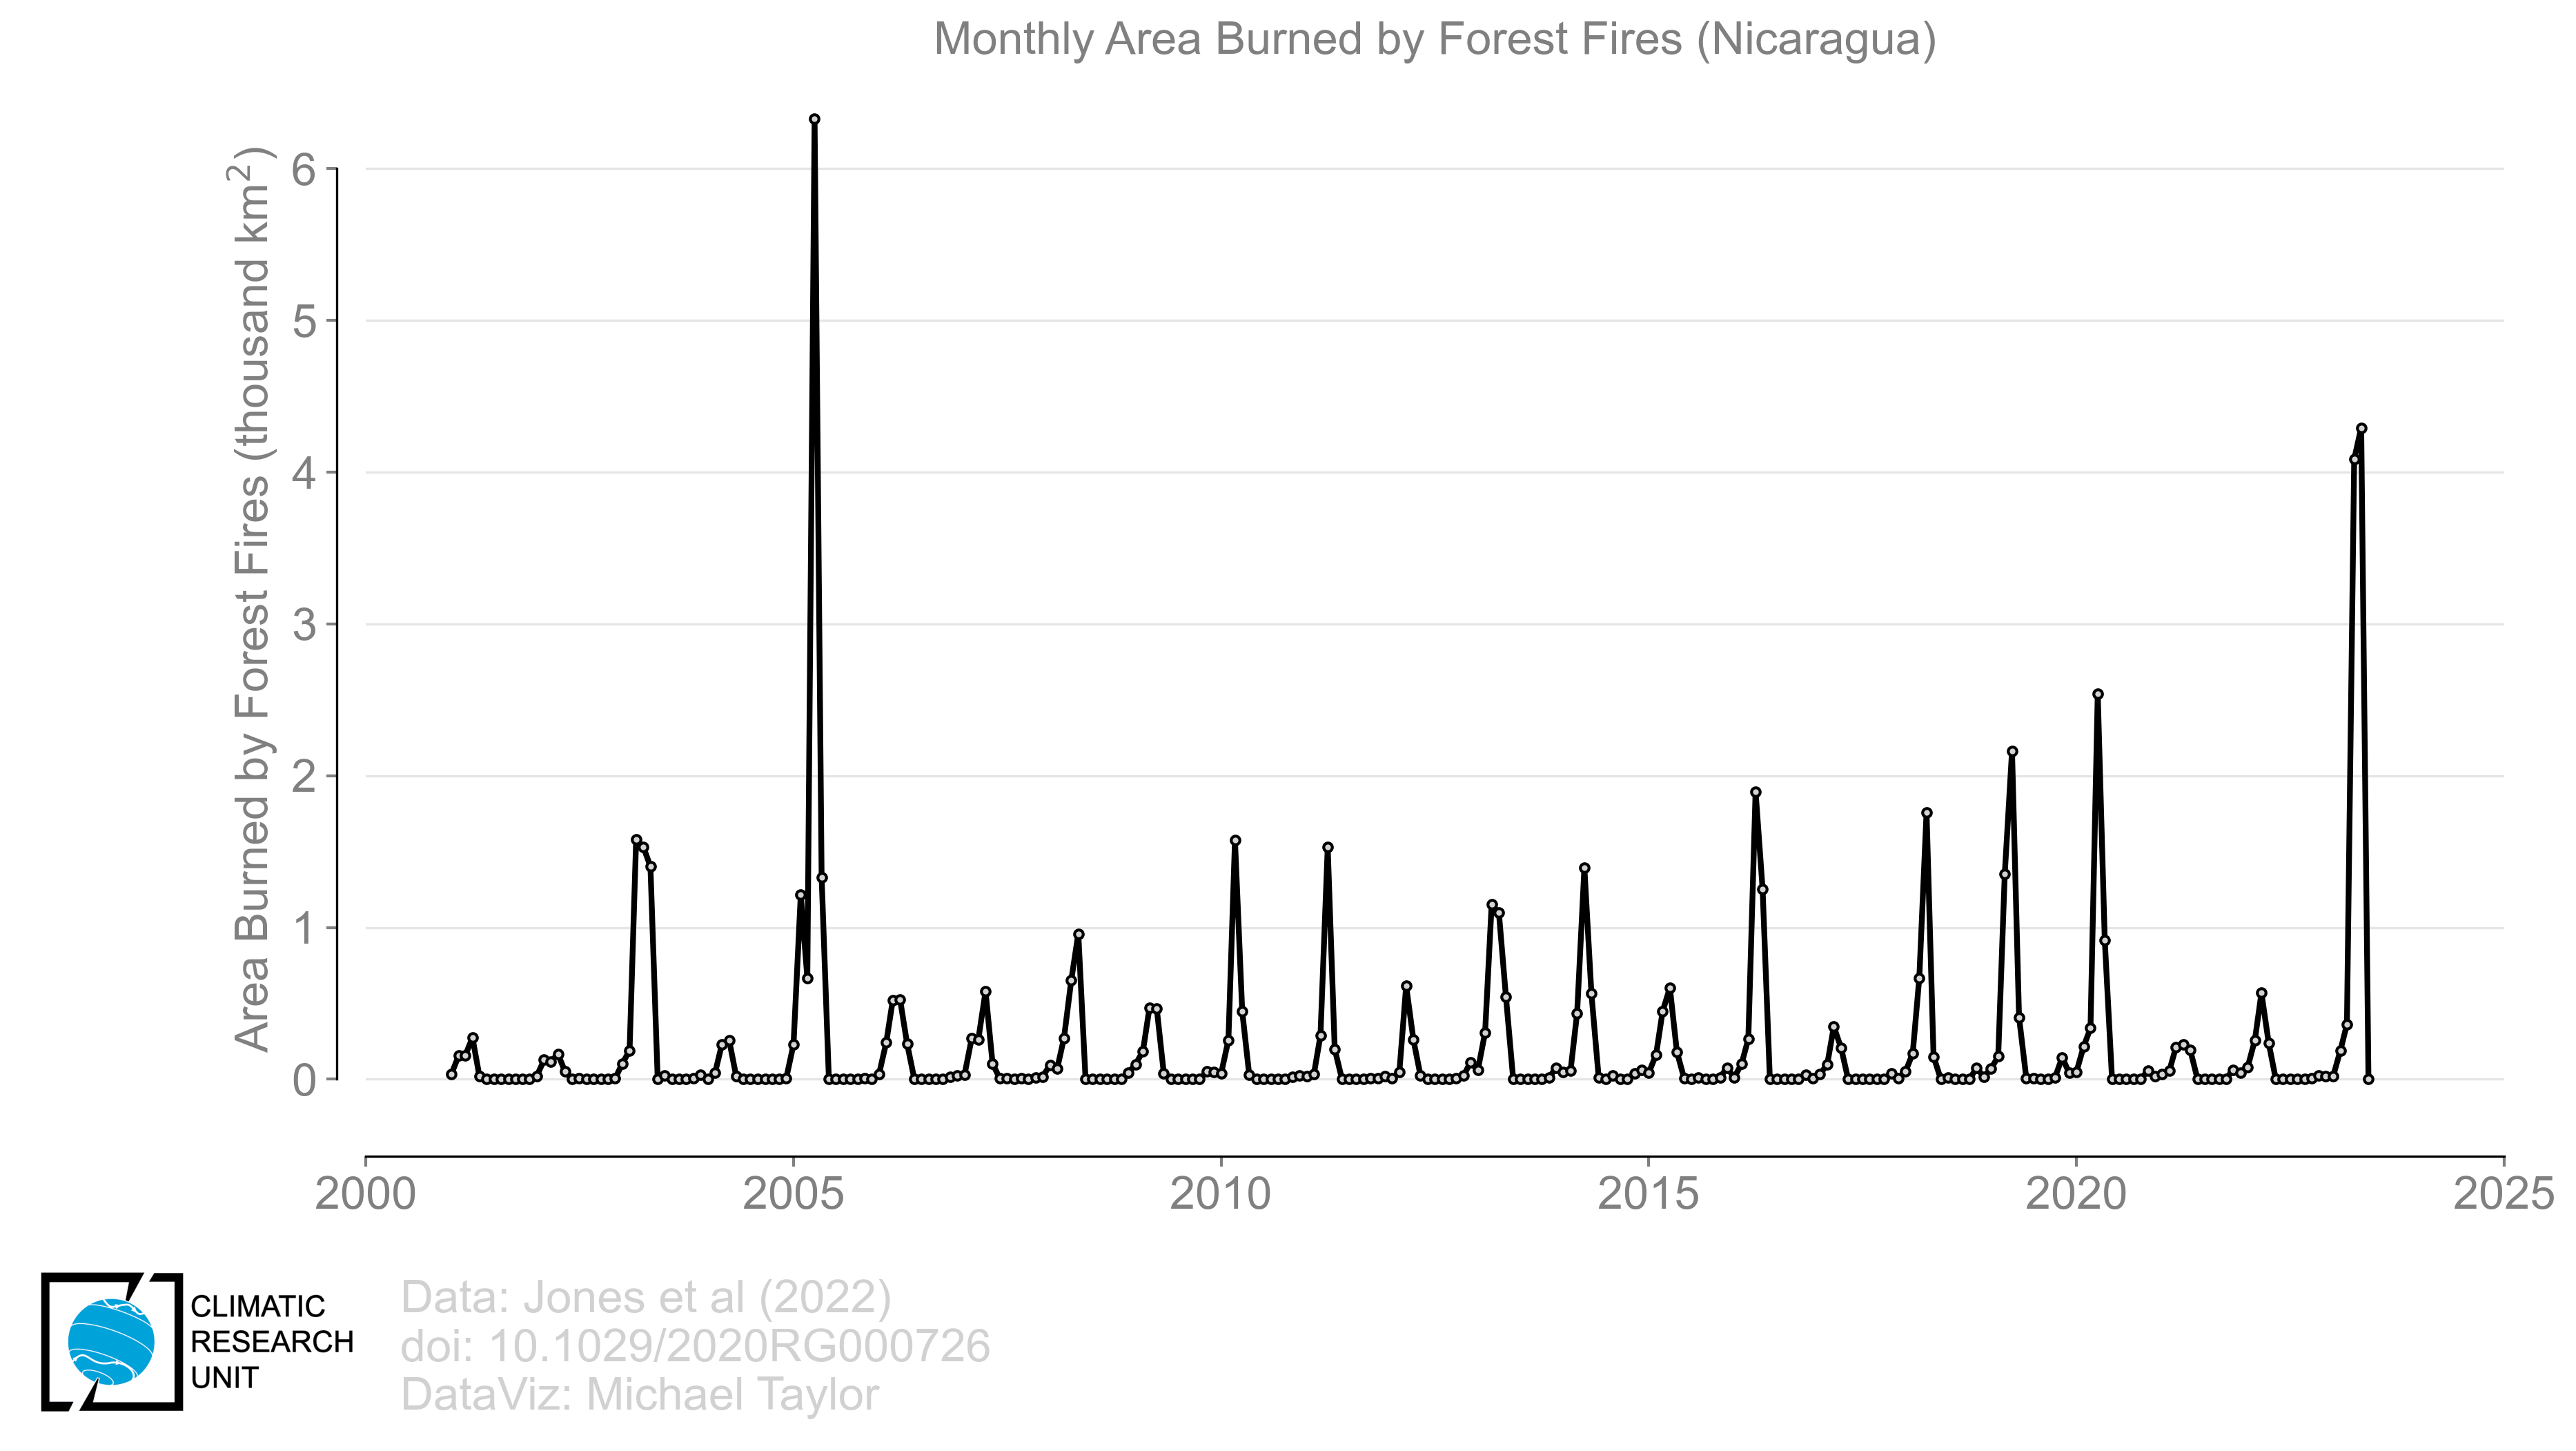 Monthly Area Burned by Forest Fires (Nicaragua)
Area Burned by Forest Fires (thousand km²)
6
5
4
3
2
1
0
2000 2005 2010 2015 2020 2025
CLIMATIC
RESEARCH
UNIT
Data: Jones et al (2022)
doi: 10.1029/2020RG000726
DataViz: Michael Taylor